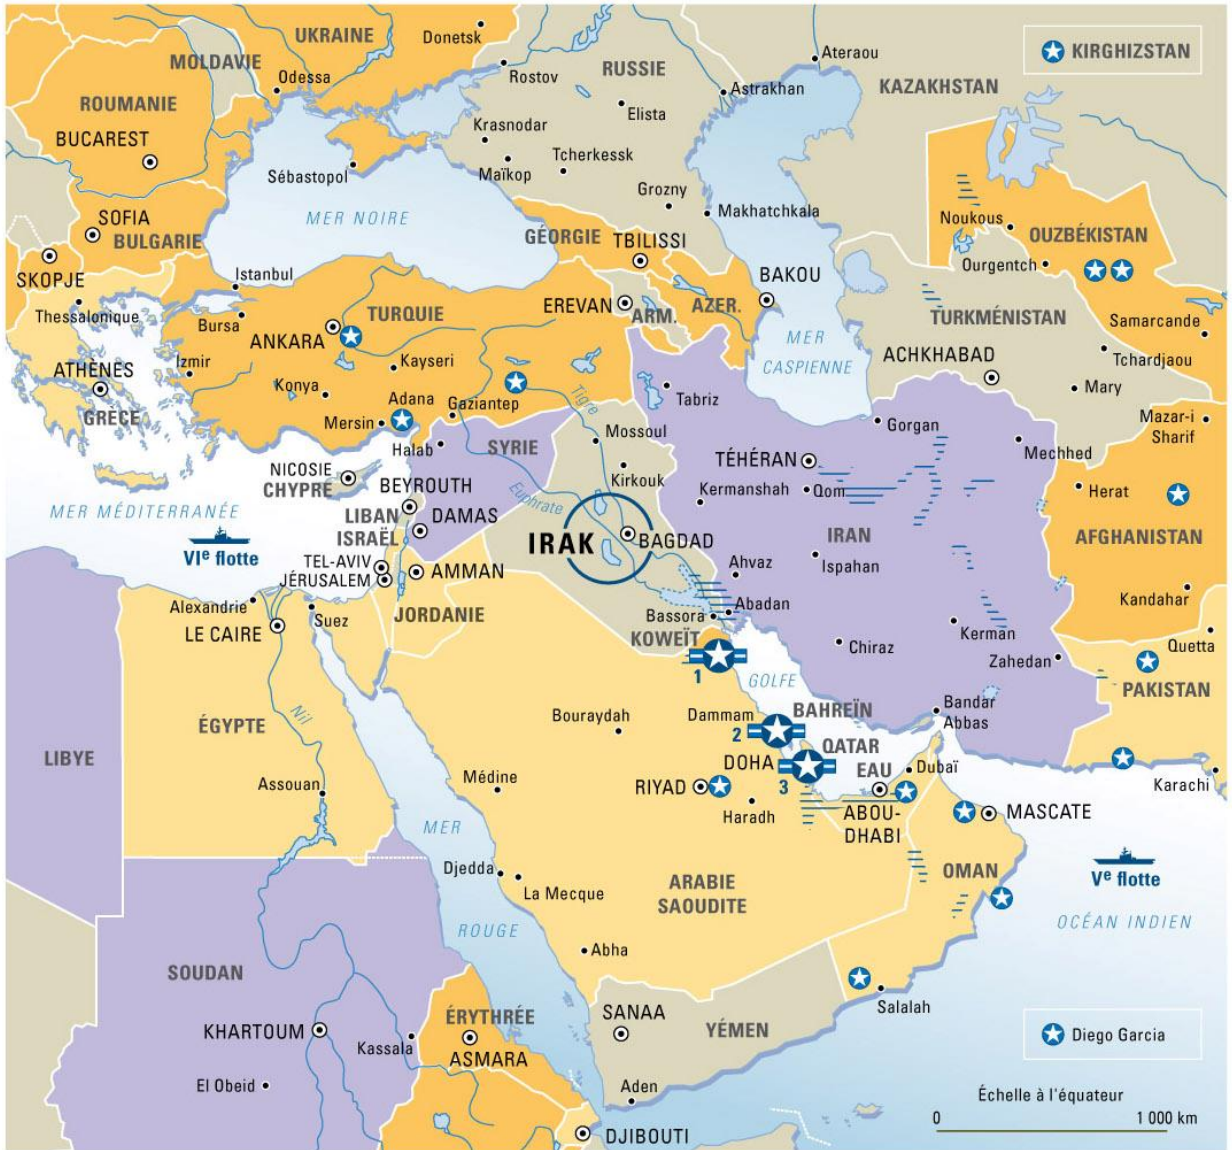 UKRAINE
Donetsk
MOLDAVIE
Odessa
Rostov
RUSSIE
Ateraou
KIRGHIZSTAN
KAZAKHSTAN
Astrakhan
Elista
ROUMANIE
BUCAREST
Krasnodar
Maïkop
Tcherkessk
Grozny
Makhatchkala
Sébastopol
MER NOIRE
SOFIA
BULGARIE
SKOPJE
GÉORGIE
TBILISSI
Noukous
OUZBÉKISTAN
Ourgentch
Istanbul
Thessalonique
Bursa
ANKARA
TURQUIE
EREVAN
ARM.
AZER.
BAKOU
MER
CASPIENNE
TURKMÉNISTAN
Samarcande
ACHKHABAD
Tchardjaou
Mary
ATHÈNES
GRÈCE
Izmir
Konya
Kayseri
Adana
Mersin
Gaziantep
Tigre
Tabriz
Gorgan
Mechhed
Mazar-i
Sharif
Halab
SYRIE
Mossoul
Kirkouk
TÉHÉRAN
Kermanshah
Qom
Herat
NICOSIE
CHYPRE
BEYROUTH
LIBAN
DAMAS
ISRAËL
Euphrate
MER MÉDITERRANÉE
VIe flotte
IRAK
BAGDAD
IRAN
Ispahan
AFGHANISTAN
TEL-AVIV
JÉRUSALEM
AMMAN
JORDANIE
Ahvaz
Abadan
Bassora
KOWEÏT
Kandahar
Alexandrie
LE CAIRE
Suez
Chiraz
Kerman
Zahedan
Quetta
PAKISTAN
1
GOLFE
Bandar
Abbas
ÉGYPTE
Nil
LIBYE
Bouraydah
Dammam
2
BAHREÏN
QATAR
DOHA
3
EAU
Dubaï
Karachi
Assouan
Médine
RIYAD
Haradh
ABOU-
DHABI
MASCATE
MER
ROUGE
Djedda
La Mecque
ARABIE
SAOUDITE
OMAN
Ve flotte
OCÉAN INDIEN
SOUDAN
Abha
KHARTOUM
Kassala
ÉRYTHRÉE
ASMARA
SANAA
YÉMEN
Salalah
Diego Garcia
El Obeid
Aden
DJIBOUTI
Échelle à l'équateur
0
1 000 km